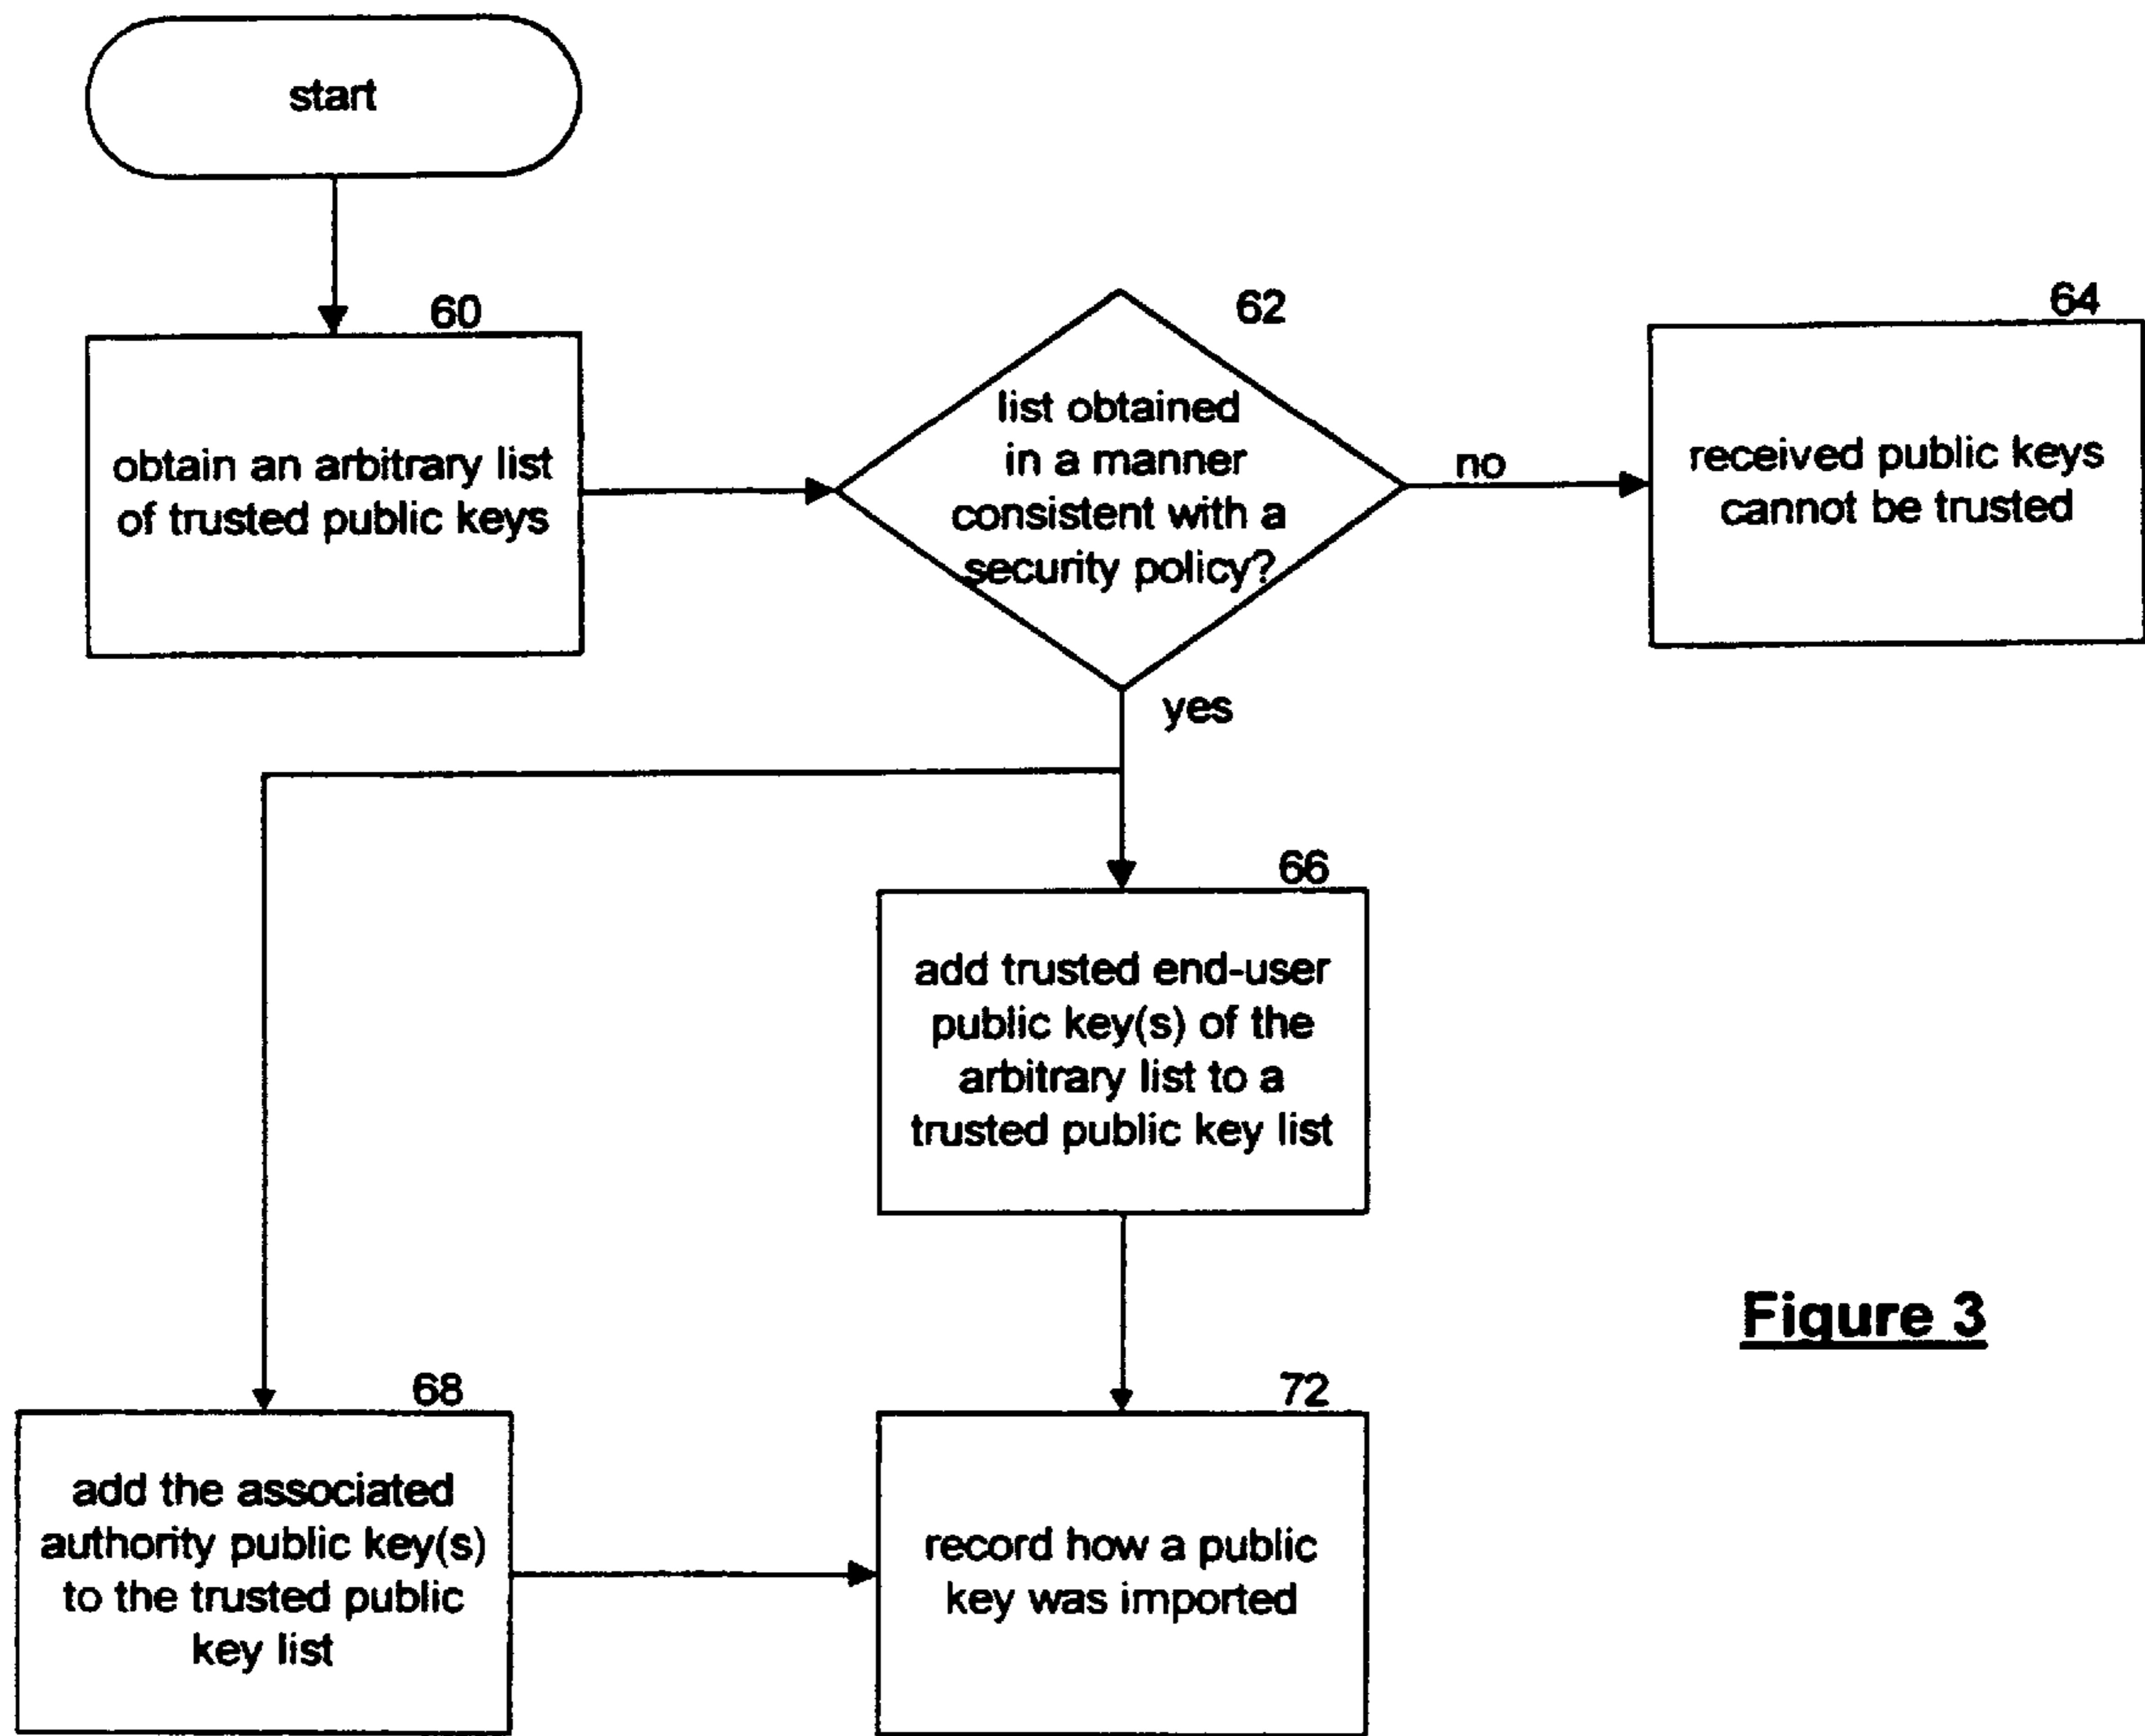 start
60
obtain an arbitrary list
of trusted public keys
62
list obtained
in a manner
consistent with a
security policy?
no
64
received public keys
cannot be trusted
yes
66
add trusted end-user
public key(s) of the
arbitrary list to a
trusted public key list
68
add the associated
authority public key(s)
to the trusted public
key list
72
record how a public
key was imported
Figure 3